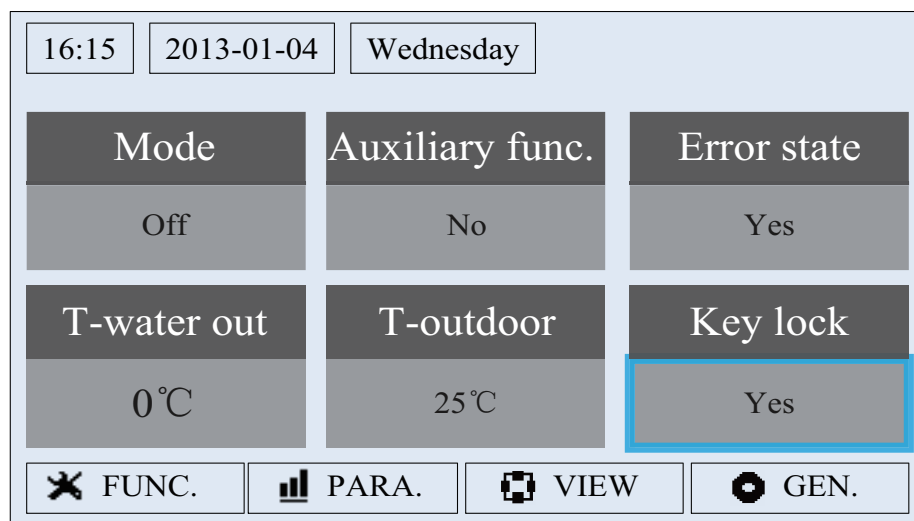 16:15 2013-01-04 Wednesday
Mode Auxiliary func. Error state
Off No Yes
T-water out T-outdoor Key lock
0℃ 25℃ Yes
FUNC. PARA. VIEW GEN.